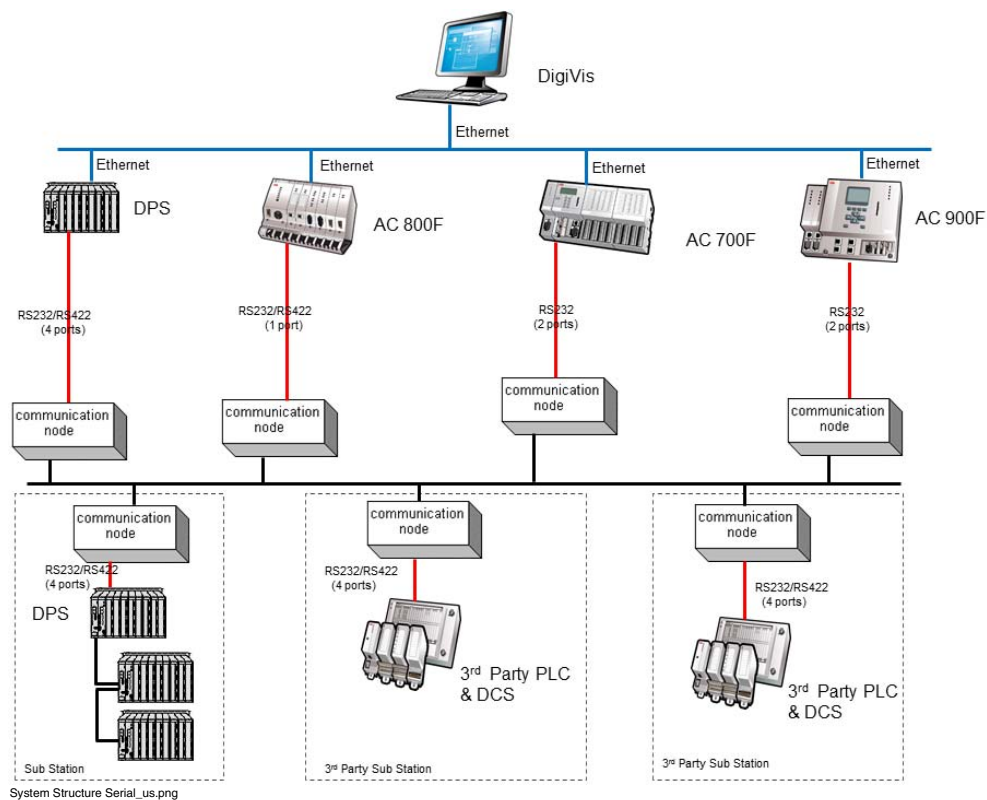 DigiVis
Ethernet
Ethernet
Ethernet
Ethernet
Ethernet
DPS
AC 800F
AC 700F
AC 900F
RS232/RS422
(4 ports)
RS232/RS422
(1 port)
RS232
(2 ports)
RS232
(2 ports)
communication
node
communication
node
communication
node
communication
node
communication
node
communication
node
communication
node
RS232/RS422
(4 ports)
RS232/RS422
(4 ports)
RS232/RS422
(4 ports)
DPS
3rd Party PLC
& DCS
3rd Party PLC
& DCS
Sub Station
3rd Party Sub Station
3rd Party Sub Station
System Structure Serial_us.png